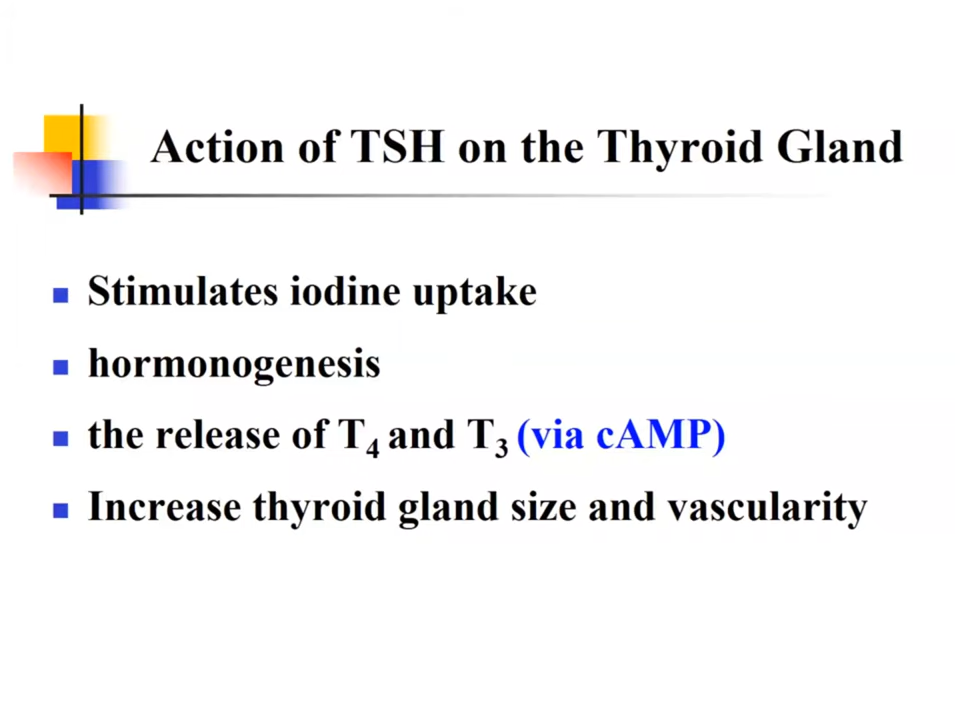 Action of TSH on the Thyroid Gland
Stimulates iodine uptake
hormonogenesis
the release of T₄ and T₃ (via cAMP)
Increase thyroid gland size and vascularity